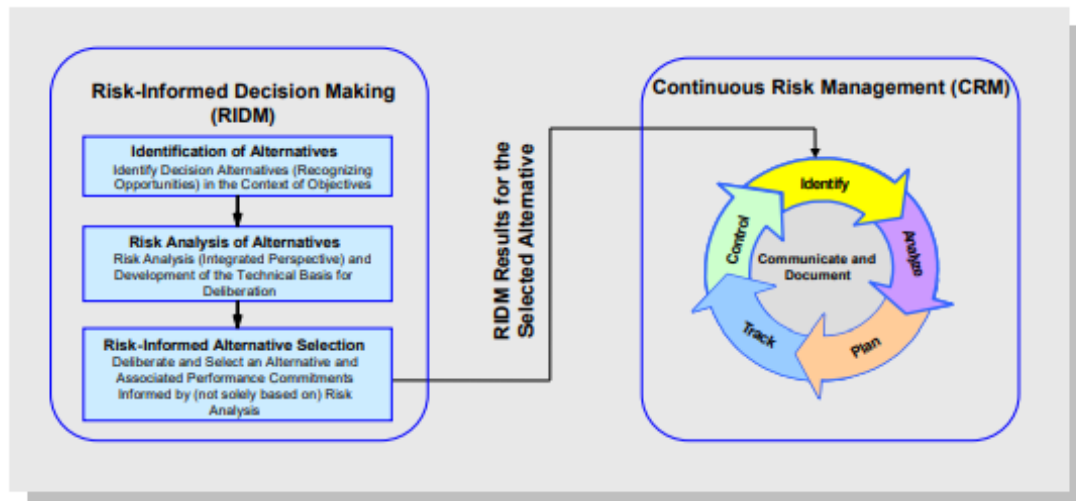 Risk-Informed Decision Making
(RIDM)
Identification of Alternatives
Identify Decision Alternatives (Recognizing
Opportunities) in the Context of Objectives
Risk Analysis of Alternatives
Risk Analysis (Integrated Perspective) and
Development of the Technical Basis for
Deliberation
Risk-Informed Alternative Selection
Deliberate and Select an Alternative and
Associated Performance Commitments
Informed by (not solely based on) Risk
Analysis
RIDM Results for the
Selected Alternative
Continuous Risk Management (CRM)
Identify
Analyze
Plan
Track
Control
Communicate and
Document